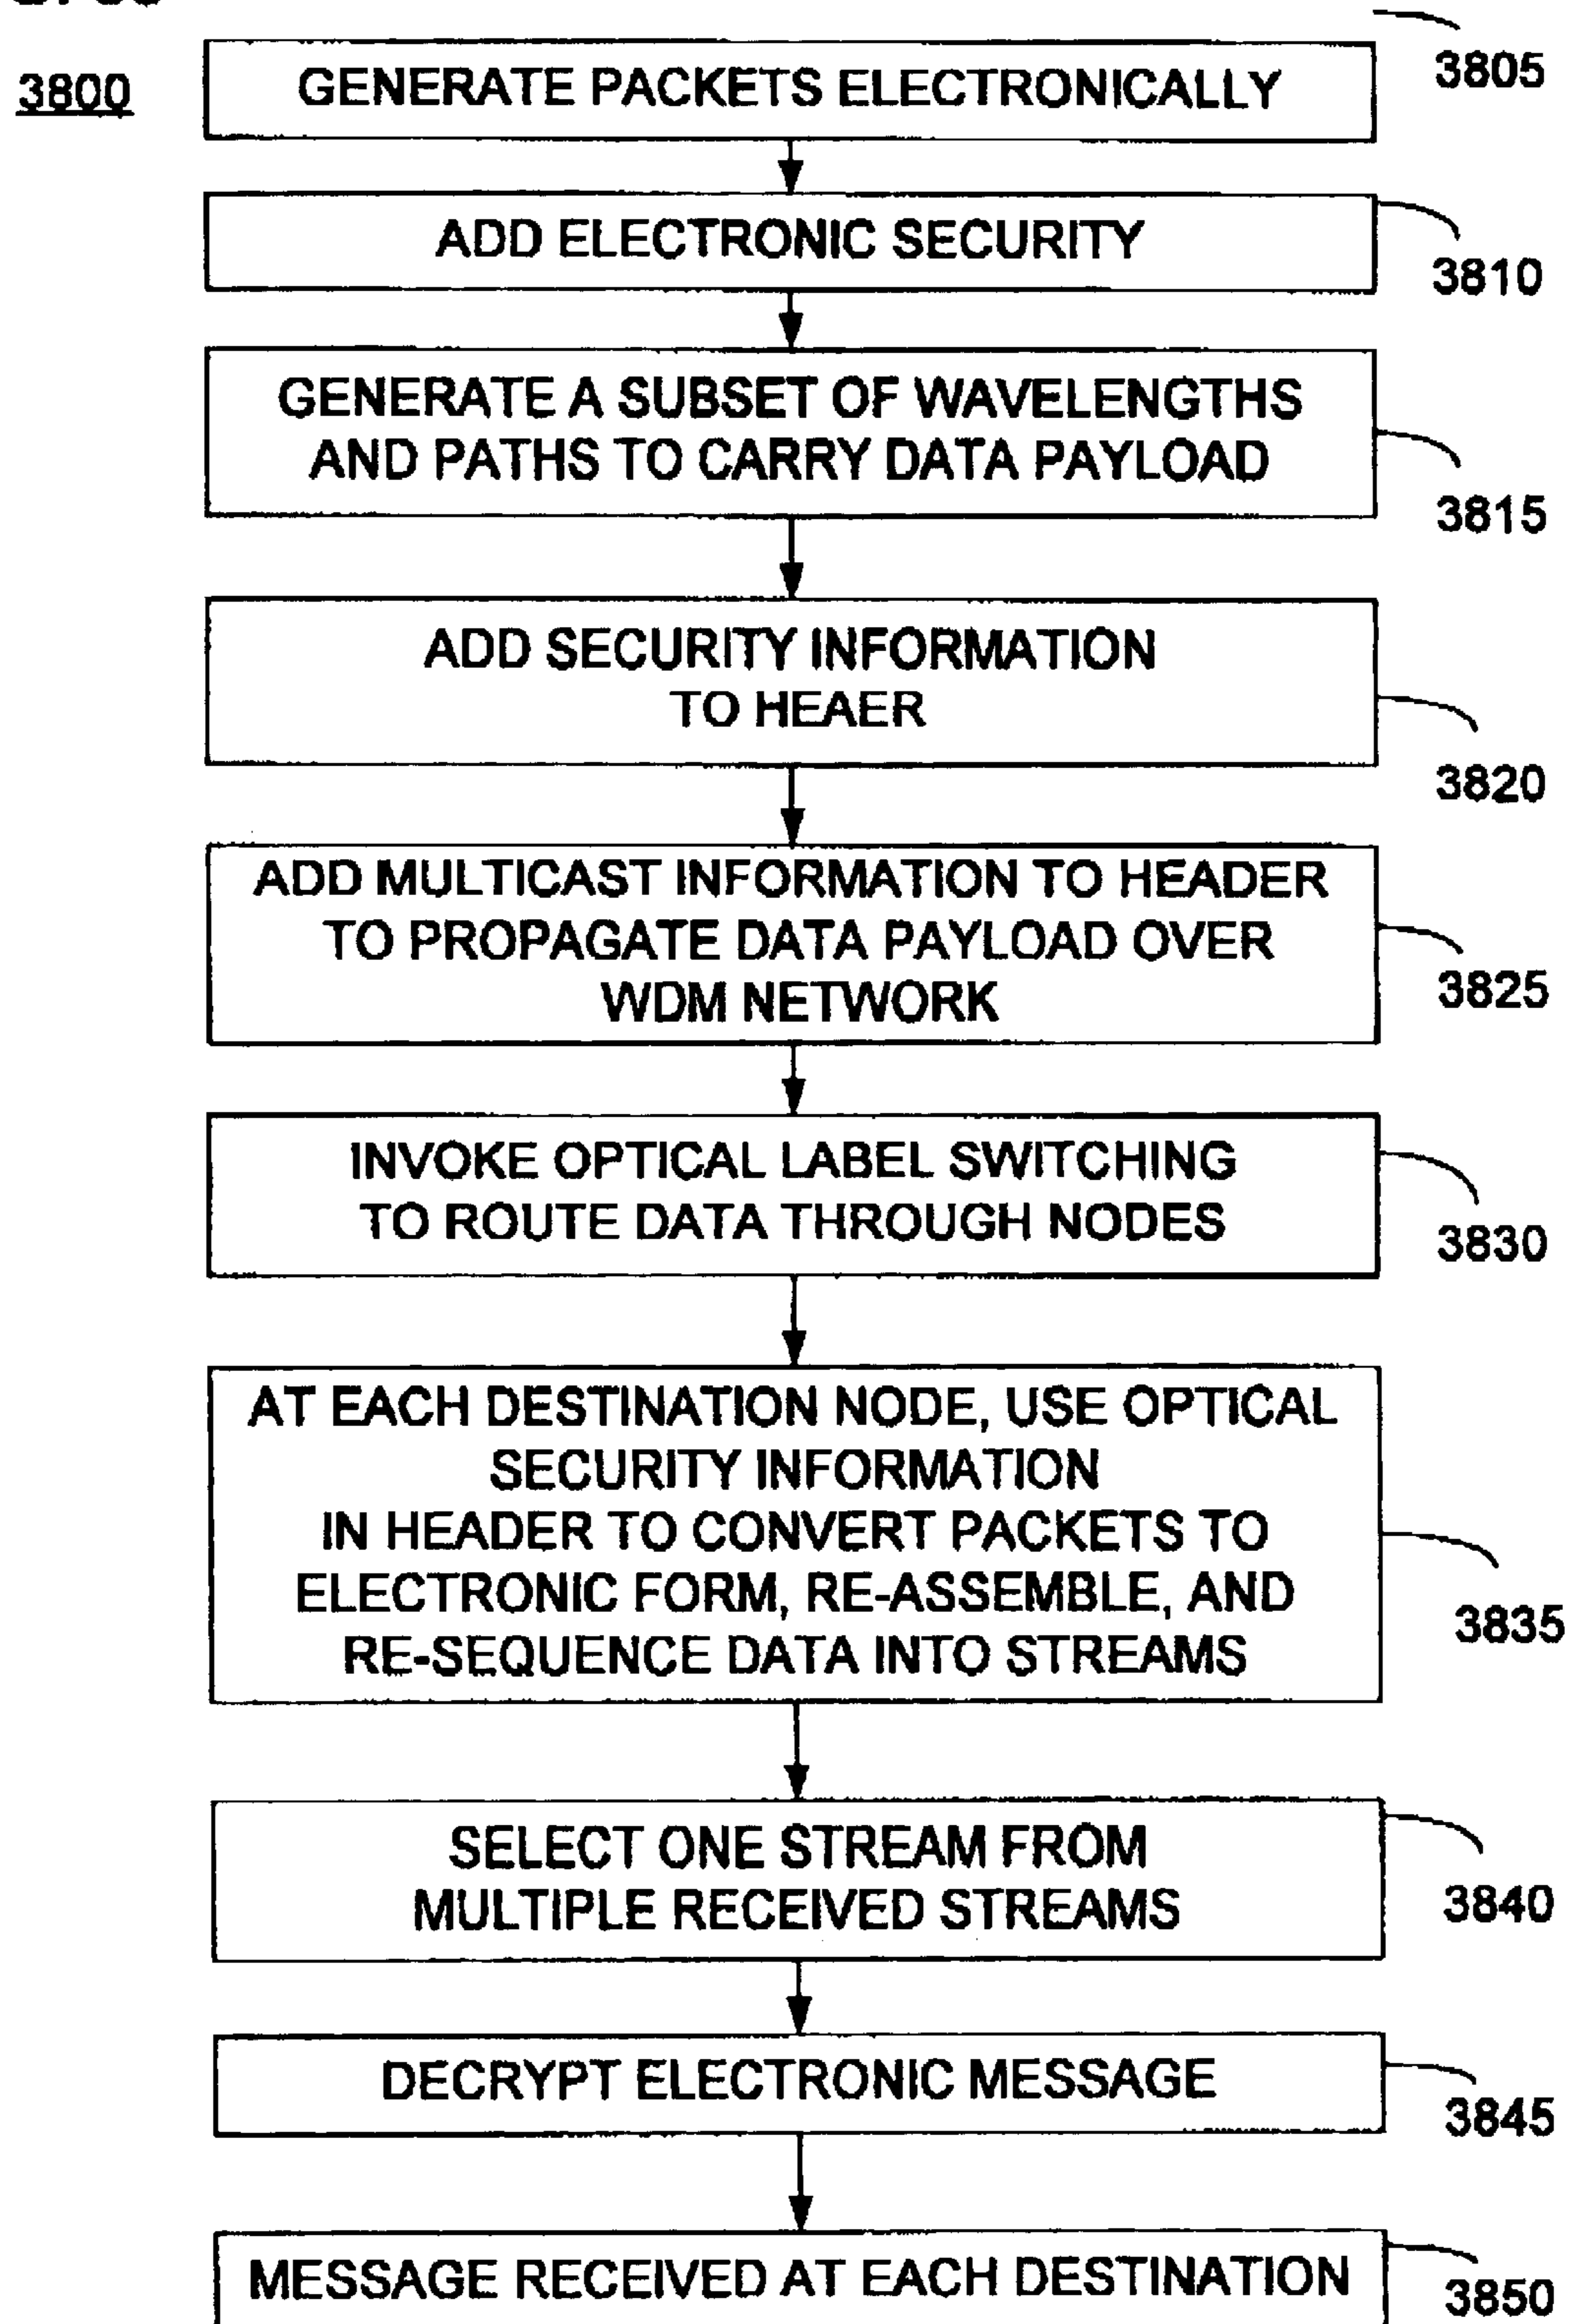 3800
GENERATE PACKETS ELECTRONICALLY
3805
ADD ELECTRONIC SECURITY
3810
GENERATE A SUBSET OF WAVELENGTHS
AND PATHS TO CARRY DATA PAYLOAD
3815
ADD SECURITY INFORMATION
TO HEAER
3820
ADD MULTICAST INFORMATION TO HEADER
TO PROPAGATE DATA PAYLOAD OVER
WDM NETWORK
3825
INVOKE OPTICAL LABEL SWITCHING
TO ROUTE DATA THROUGH NODES
3830
AT EACH DESTINATION NODE, USE OPTICAL
SECURITY INFORMATION
IN HEADER TO CONVERT PACKETS TO
ELECTRONIC FORM, RE-ASSEMBLE, AND
RE-SEQUENCE DATA INTO STREAMS
3835
SELECT ONE STREAM FROM
MULTIPLE RECEIVED STREAMS
3840
DECRYPT ELECTRONIC MESSAGE
3845
MESSAGE RECEIVED AT EACH DESTINATION
3850